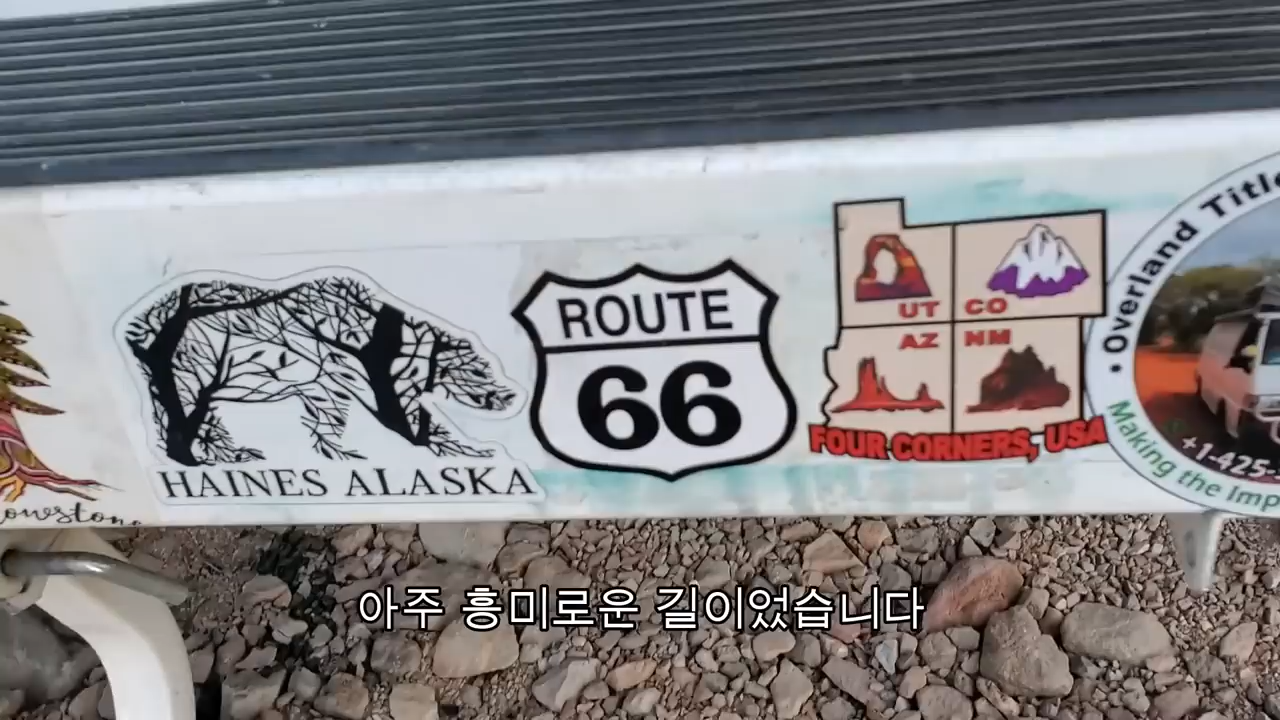 HAINES ALASKA
ROUTE
66
UT CO
AZ NM
FOUR CORNERS, USA
• Overland Title
Making the Imp
+1-425-
아주 흥미로운 길이었습니다